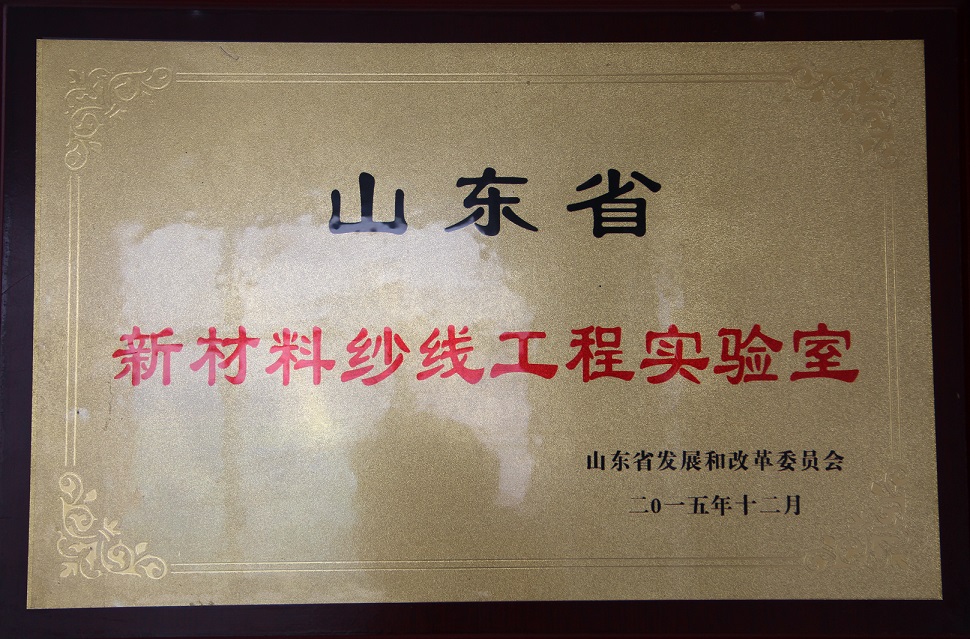 山东省
新材料纱线工程实验室
山东省发展和改革委员会
二0一五年十二月